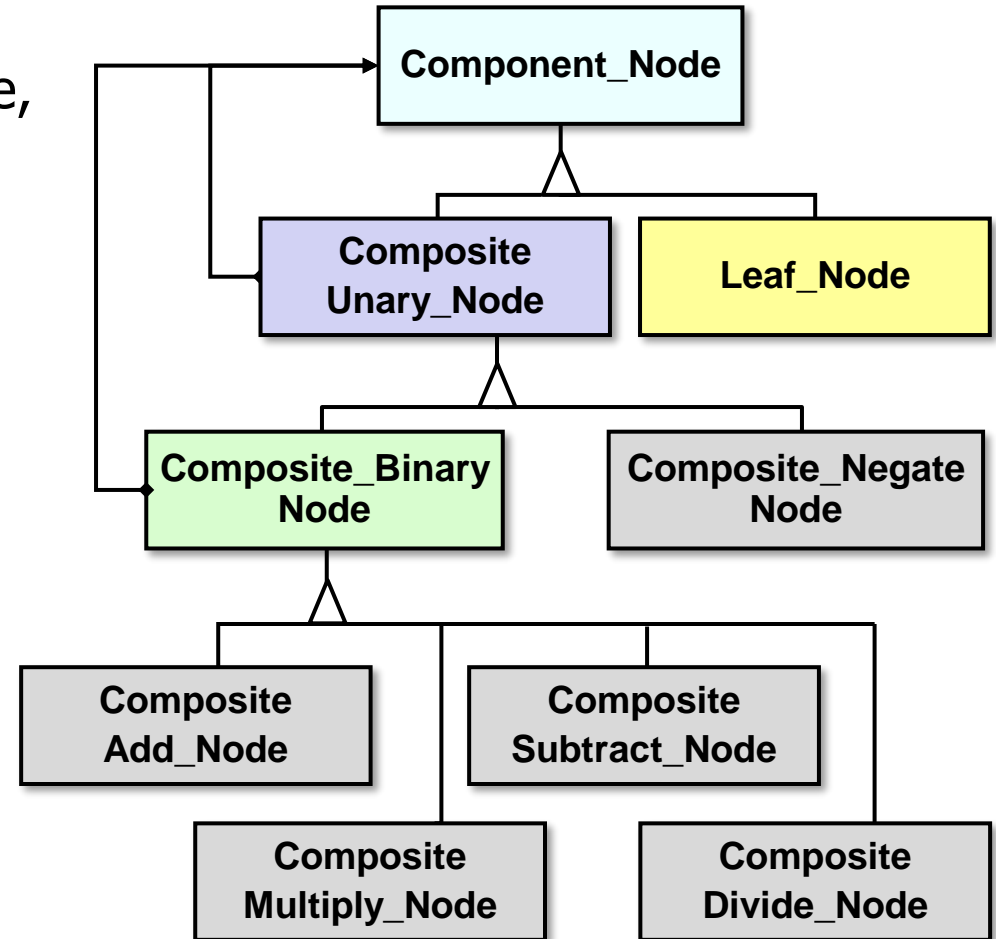 e,
Component_Node
Composite
Unary_Node
Leaf_Node
Composite_Binary
Node
Composite_Negate
Node
Composite
Add_Node
Composite
Subtract_Node
Composite
Multiply_Node
Composite
Divide_Node